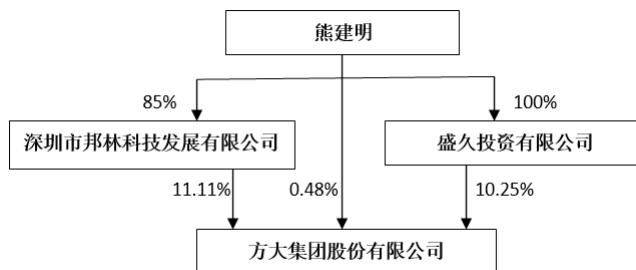 熊建明
85%
100%
深圳市邦林科技发展有限公司
盛久投资有限公司
11.11%
0.48%
10.25%
方大集团股份有限公司